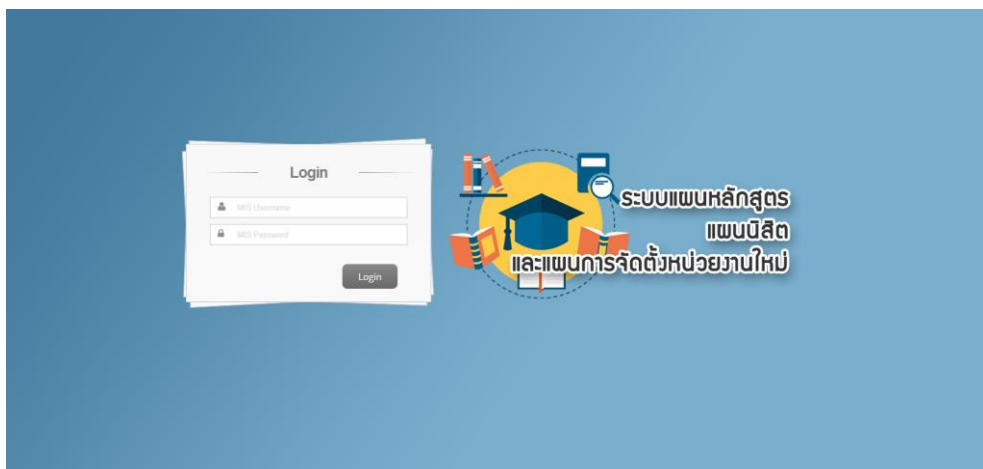 Login
MIS Username
MIS Password
Login
ระบบแผนหลักสูตร
แผนนิสิต
และแผนการจัดตั้งหน่วยงานใหม่